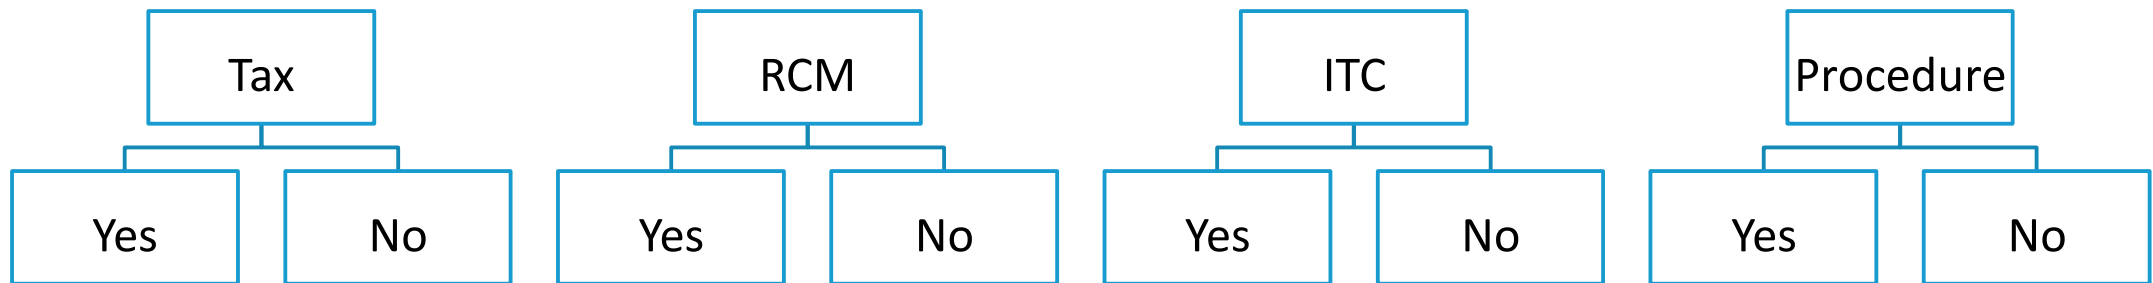 Tax
RCM
ITC
Procedure
Yes
No
Yes
No
Yes
No
Yes
No